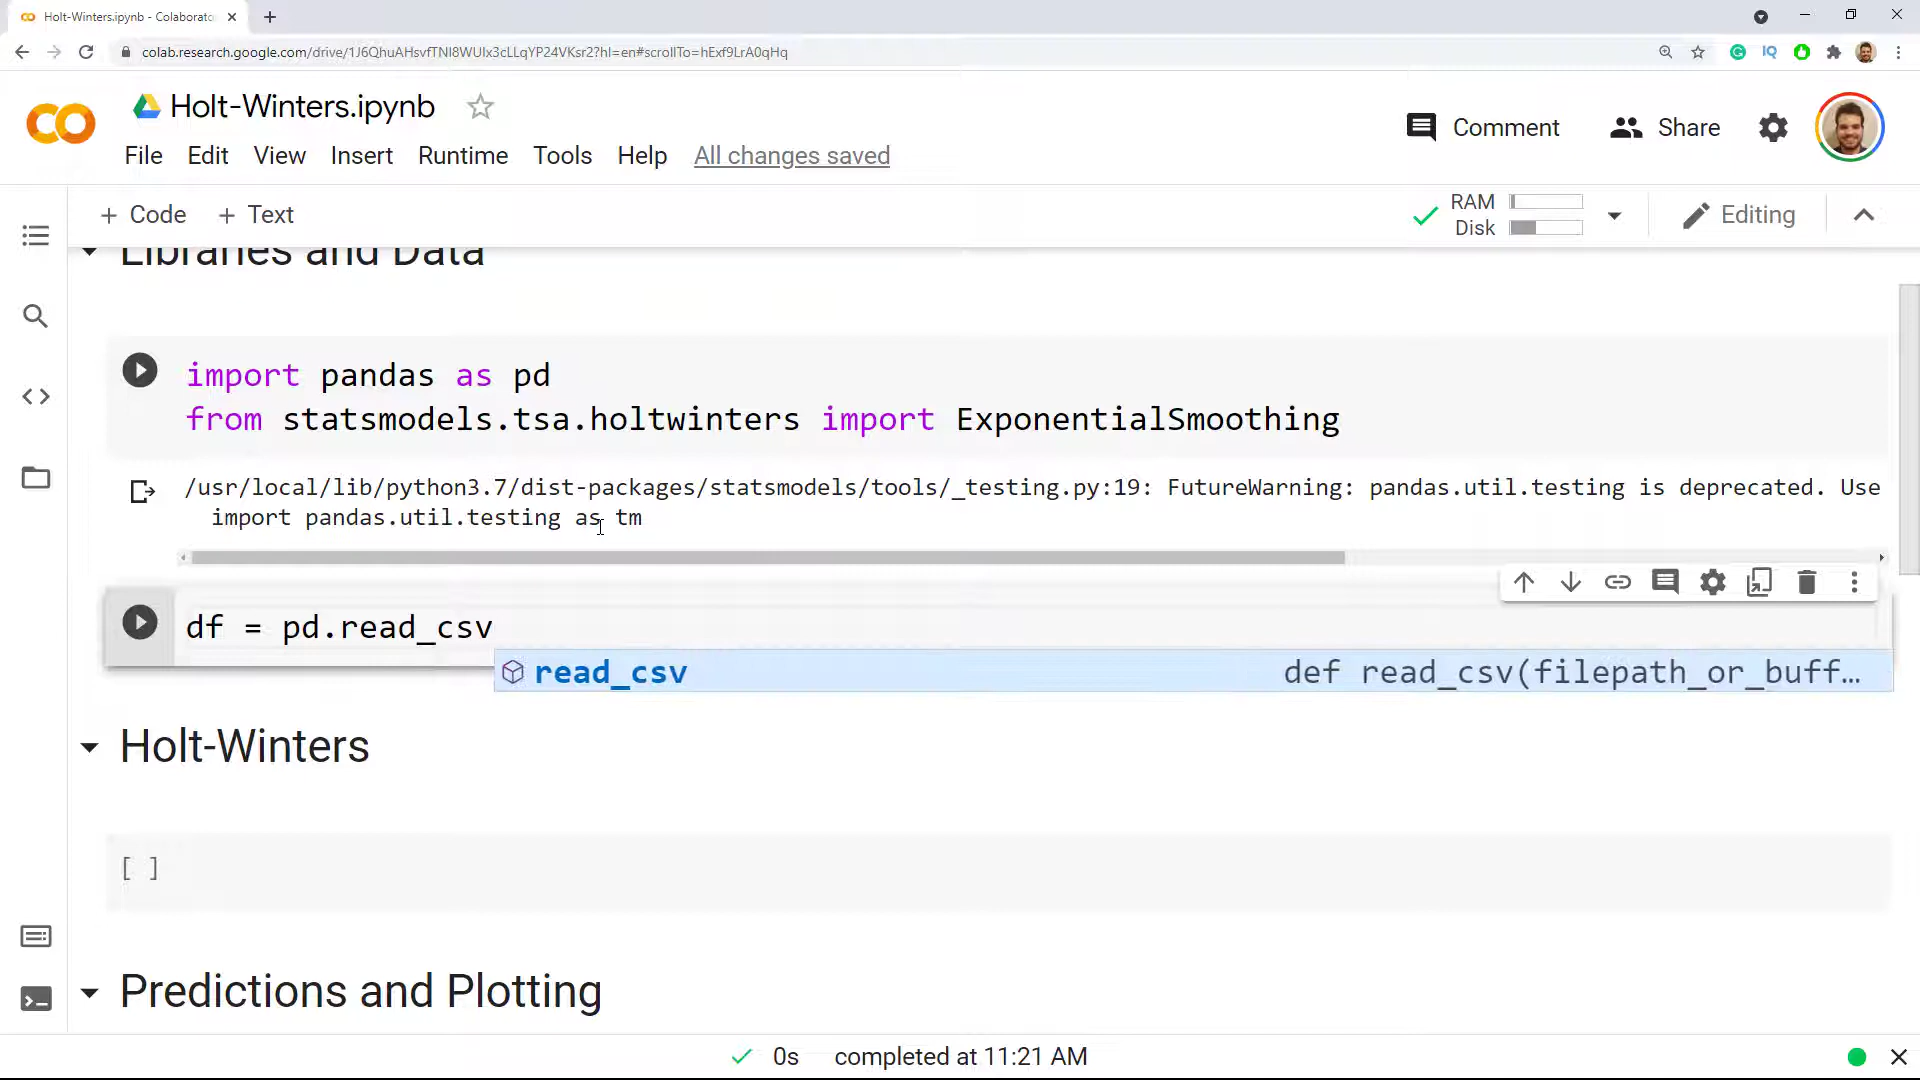 Holt-Winters.ipynb - Colaborato
colab.research.google.com/drive/1J6QhuAHsvfTNI8WUIx3cLLqYP24VKsr2?hl=en#scrollTo=hExf9LrA0qHq
Holt-Winters.ipynb
Comment
Share
File Edit View Insert Runtime Tools Help All changes saved
+ Code + Text
RAM
Disk
Editing
Libraries and Data
import pandas as pd
from statsmodels.tsa.holtwinters import ExponentialSmoothing
/usr/local/lib/python3.7/dist-packages/statsmodels/tools/_testing.py:19: FutureWarning: pandas.util.testing is deprecated. Use
import pandas.util.testing as tm
df = pd.read_csv
read_csv def read_csv(filepath_or_buff…
Holt-Winters
[ ]
Predictions and Plotting
0s completed at 11:21 AM